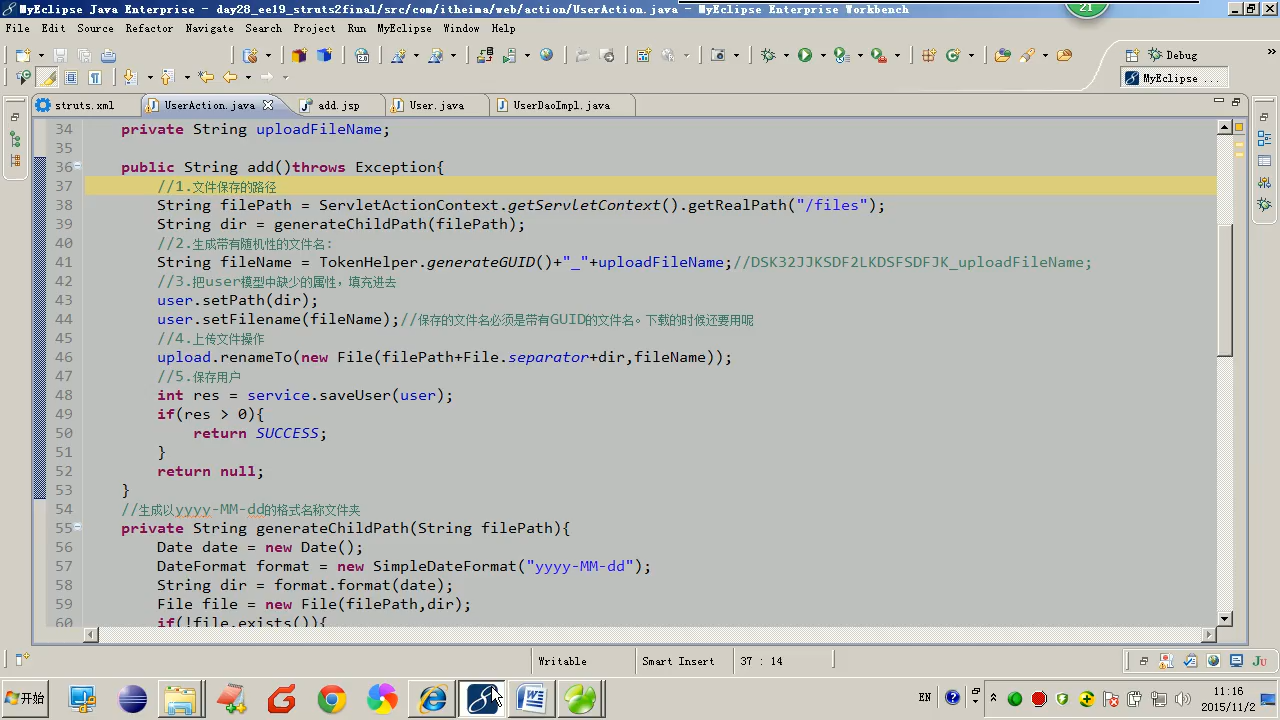 MyEclipse Java Enterprise - day28_ee19_struts2final/src/com/itheima/web/action/UserAction.java - MyEclipse Enterprise Workbench
21
File Edit Source Refactor Navigate Search Project Run MyEclipse Window Help
Debug
MyEclipse ...
struts.xml UserAction.java add.jsp User.java UserDaoImpl.java
34 private String uploadFileName;
35
36 public String add()throws Exception{
37 //1.文件保存的路径
38 String filePath = ServletActionContext.getServletContext().getRealPath("/files");
39 String dir = generateChildPath(filePath);
40 //2.生成带有随机性的文件名:
41 String fileName = TokenHelper.generateGUID()+"_"+uploadFileName;//DSK32JJKSDF2LKDSFSDFJK_uploadFileName;
42 //3.把user模型中缺少的属性，填充进去
43 user.setPath(dir);
44 user.setFilename(fileName);//保存的文件名必须是带有GUID的文件名。下载的时候还要用呢
45 //4.上传文件操作
46 upload.renameTo(new File(filePath+File.separator+dir,fileName));
47 //5.保存用户
48 int res = service.saveUser(user);
49 if(res > 0){
50 return SUCCESS;
51 }
52 return null;
53 }
54 //生成以yyyy-MM-dd的格式名称文件夹
55 private String generateChildPath(String filePath){
56 Date date = new Date();
57 DateFormat format = new SimpleDateFormat("yyyy-MM-dd");
58 String dir = format.format(date);
59 File file = new File(filePath,dir);
60 if(!file.exists()){
Writable Smart Insert 37 : 14
开始
EN
11:16
2015/11/2